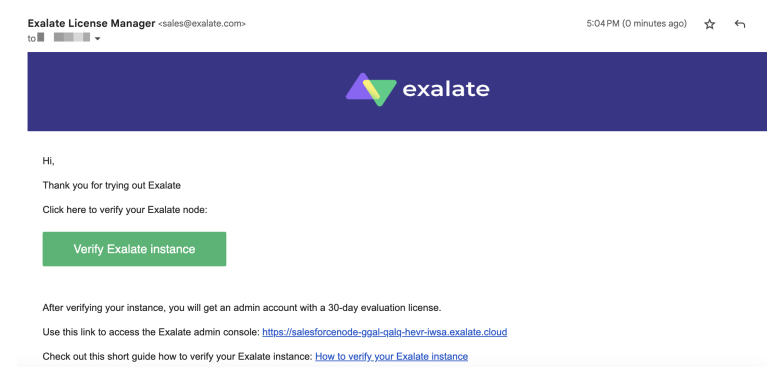 Exalate License Manager <sales@exalate.com>
5:04 PM (0 minutes ago)
to
exalate
Hi,
Thank you for trying out Exalate
Click here to verify your Exalate node:
Verify Exalate instance
After verifying your instance, you will get an admin account with a 30-day evaluation license.
Use this link to access the Exalate admin console: https://salesforcenode-ggal-qalq-hevr-iwsa.exalate.cloud
Check out this short guide how to verify your Exalate instance: How to verify your Exalate instance